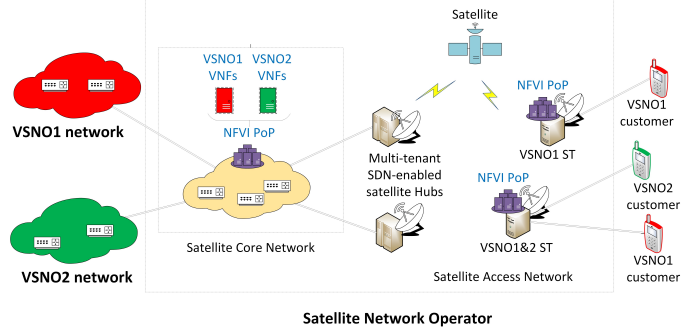 Satellite
VSNO1
VNFs
VSNO2
VNFs
NFVI PoP
VSNO1 network
VSNO2 network
Satellite Core Network
Multi-tenant
SDN-enabled
satellite Hubs
NFVI PoP
VSNO1 ST
NFVI PoP
VSNO1&2 ST
Satellite Access Network
VSNO1
customer
VSNO2
customer
VSNO1
customer
Satellite Network Operator